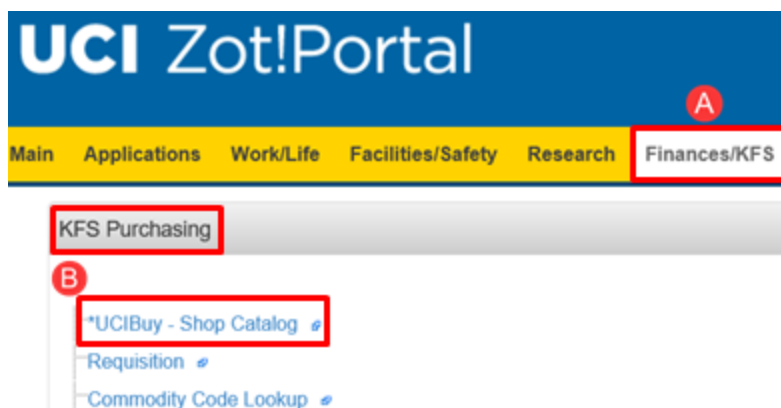 UCI Zot!Portal
A
Main Applications Work/Life Facilities/Safety Research Finances/KFS
KFS Purchasing
B
*UCIBuy - Shop Catalog
Requisition
Commodity Code Lookup